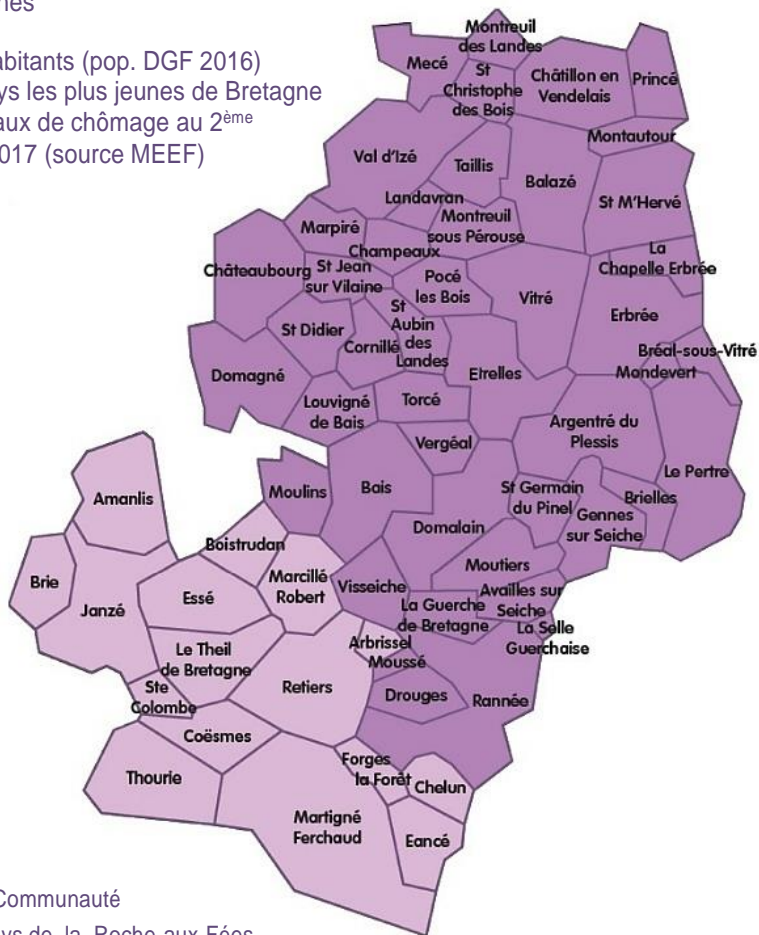 nes
abitants (pop. DGF 2016)
ys les plus jeunes de Bretagne
aux de chômage au 2ème
017 (source MEEF)
Montreuil
des Landes
Mecé
St
Christophe
des Bois
Châtillon en
Vendelais
Princé
Montautour
Val d'Izé
Taillis
Balazé
St M'Hervé
Landavran
Montreuil
sous Pérouse
Marpiré
Champeaux
La
Chapelle Erbrée
Châteaubourg
St Jean
sur Vilaine
Pocé
les Bois
Vitré
Erbrée
St
Aubin
des
Landes
St Didier
Cornillé
Bréal-sous-Vitré
Mondevert
Domagné
Etrelles
Louvigné
de Bais
Torcé
Argentré du
Plessis
Vergéal
Le Pertre
Moulins
Bais
St Germain
du Pinel
Brielles
Gennes
sur Seiche
Amanlis
Domalain
Boistrudan
Moutiers
Brie
Janzé
Essé
Marcillé
Robert
Visseiche
Availles sur
Seiche
La Guerche
de Bretagne
La Selle
Guerchaise
Le Theil
de Bretagne
Arbrissel
Moussé
Ste
Colombe
Retiers
Drouges
Rannée
Coësmes
Forges
la Forêt
Thourie
Chelun
Martigné
Ferchaud
Eancé
Communauté
ys de la Roche aux Fées